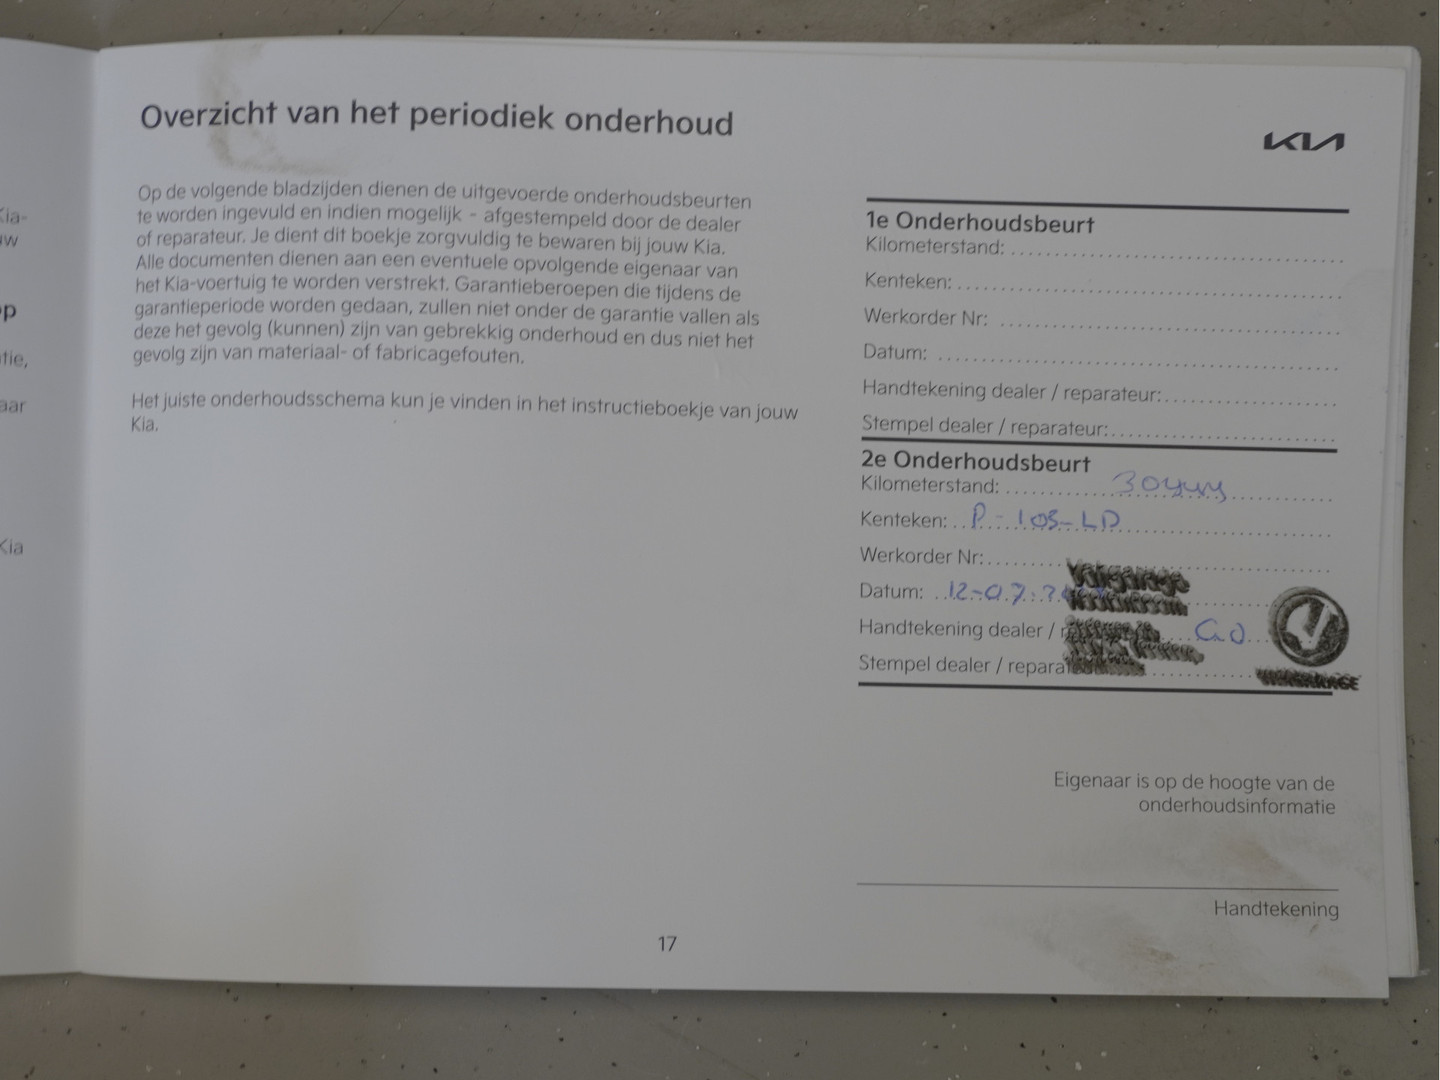 Overzicht van het periodiek onderhoud
Op de volgende bladzijden dienen de uitgevoerde onderhoudsbeurten
te worden ingevuld en indien mogelijk - afgestempeld door de dealer
of reparateur. Je dient dit boekje zorgvuldig te bewaren bij jouw Kia.
Alle documenten dienen aan een eventuele opvolgende eigenaar van
het Kia-voertuig te worden verstrekt. Garantieberoepen die tijdens de
garantieperiode worden gedaan, zullen niet onder de garantie vallen als
deze het gevolg (kunnen) zijn van gebrekkig onderhoud en dus niet het
gevolg zijn van materiaal- of fabricagefouten.
Het juiste onderhoudsschema kun je vinden in het instructieboekje van jouw
Kia.
17
KIA
1e Onderhoudsbeurt
Kilometerstand:
Kenteken:
Werkorder Nr:
Datum:
Handtekening dealer / reparateur:
Stempel dealer / reparateur:
2e Onderhoudsbeurt
Kilometerstand:
Kenteken: P-108-LD
Werkorder Nr:
Datum: 12-07-
Handtekening dealer /
Stempel dealer /
Eigenaar is op de hoogte van de
onderhoudsinformatie
Handtekening
Kia-
tie,
aar
Kia